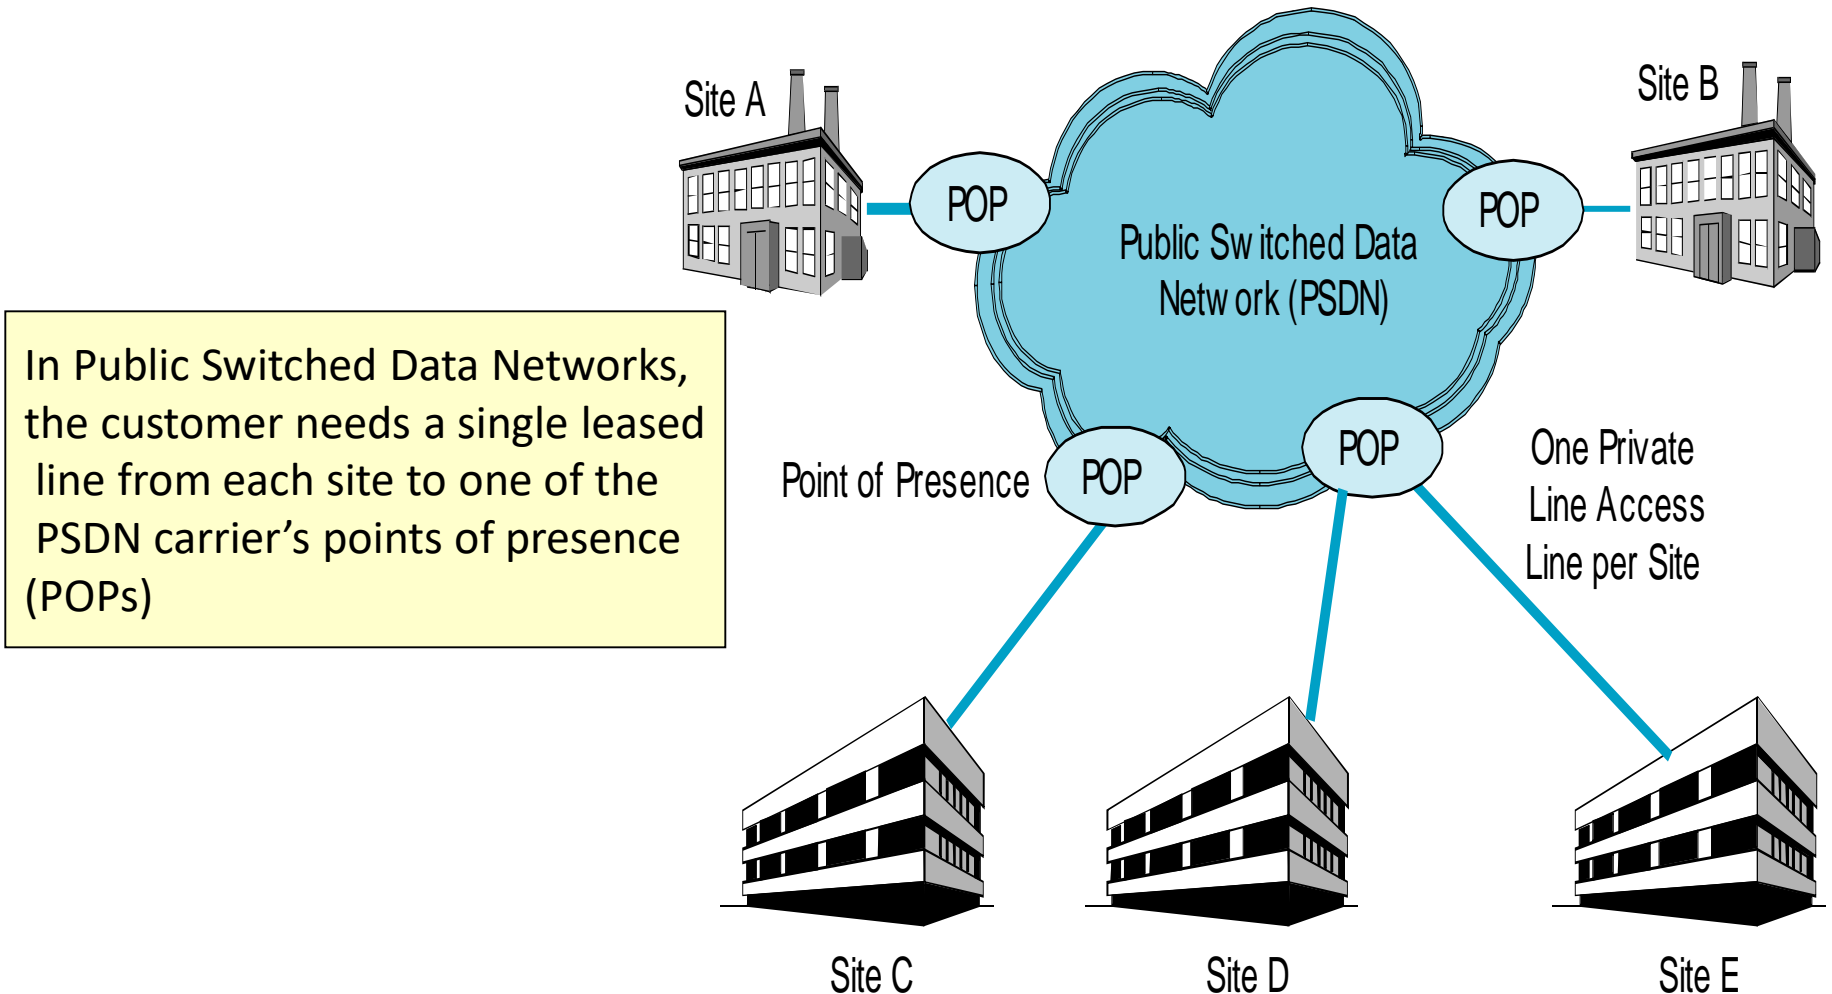 Site A
Site B
POP
POP
Public Switched Data
Network (PSDN)
In Public Switched Data Networks,
the customer needs a single leased
line from each site to one of the
PSDN carrier’s points of presence
(POPs)
Point of Presence
POP
POP
One Private
Line Access
Line per Site
Site C
Site D
Site E